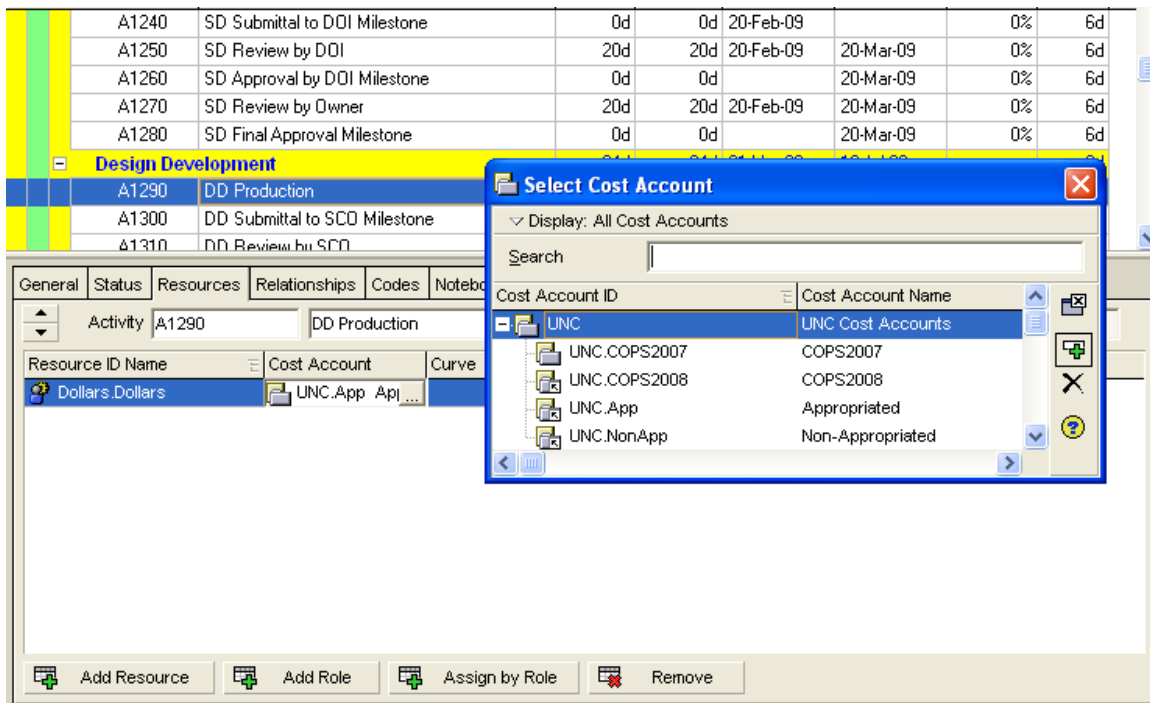 A1240 SD Submittal to DOI Milestone 0d 0d 20-Feb-09 0% 6d
A1250 SD Review by DOI 20d 20d 20-Feb-09 20-Mar-09 0% 6d
A1260 SD Approval by DOI Milestone 0d 0d 20-Mar-09 0% 6d
A1270 SD Review by Owner 20d 20d 20-Feb-09 20-Mar-09 0% 6d
A1280 SD Final Approval Milestone 0d 0d 20-Mar-09 0% 6d
Design Development
A1290 DD Production
A1300 DD Submittal to SCO Milestone
A1310 DD Review by SCO
Select Cost Account
Display: All Cost Accounts
Search
Cost Account ID Cost Account Name
UNC UNC Cost Accounts
UNC.COPS2007 COPS2007
UNC.COPS2008 COPS2008
UNC.App Appropriated
UNC.NonApp Non-Appropriated
General Status Resources Relationships Codes Notebo
Activity A1290 DD Production
Resource ID Name Cost Account Curve
Dollars.Dollars UNC.App Ap ...
Add Resource Add Role Assign by Role Remove